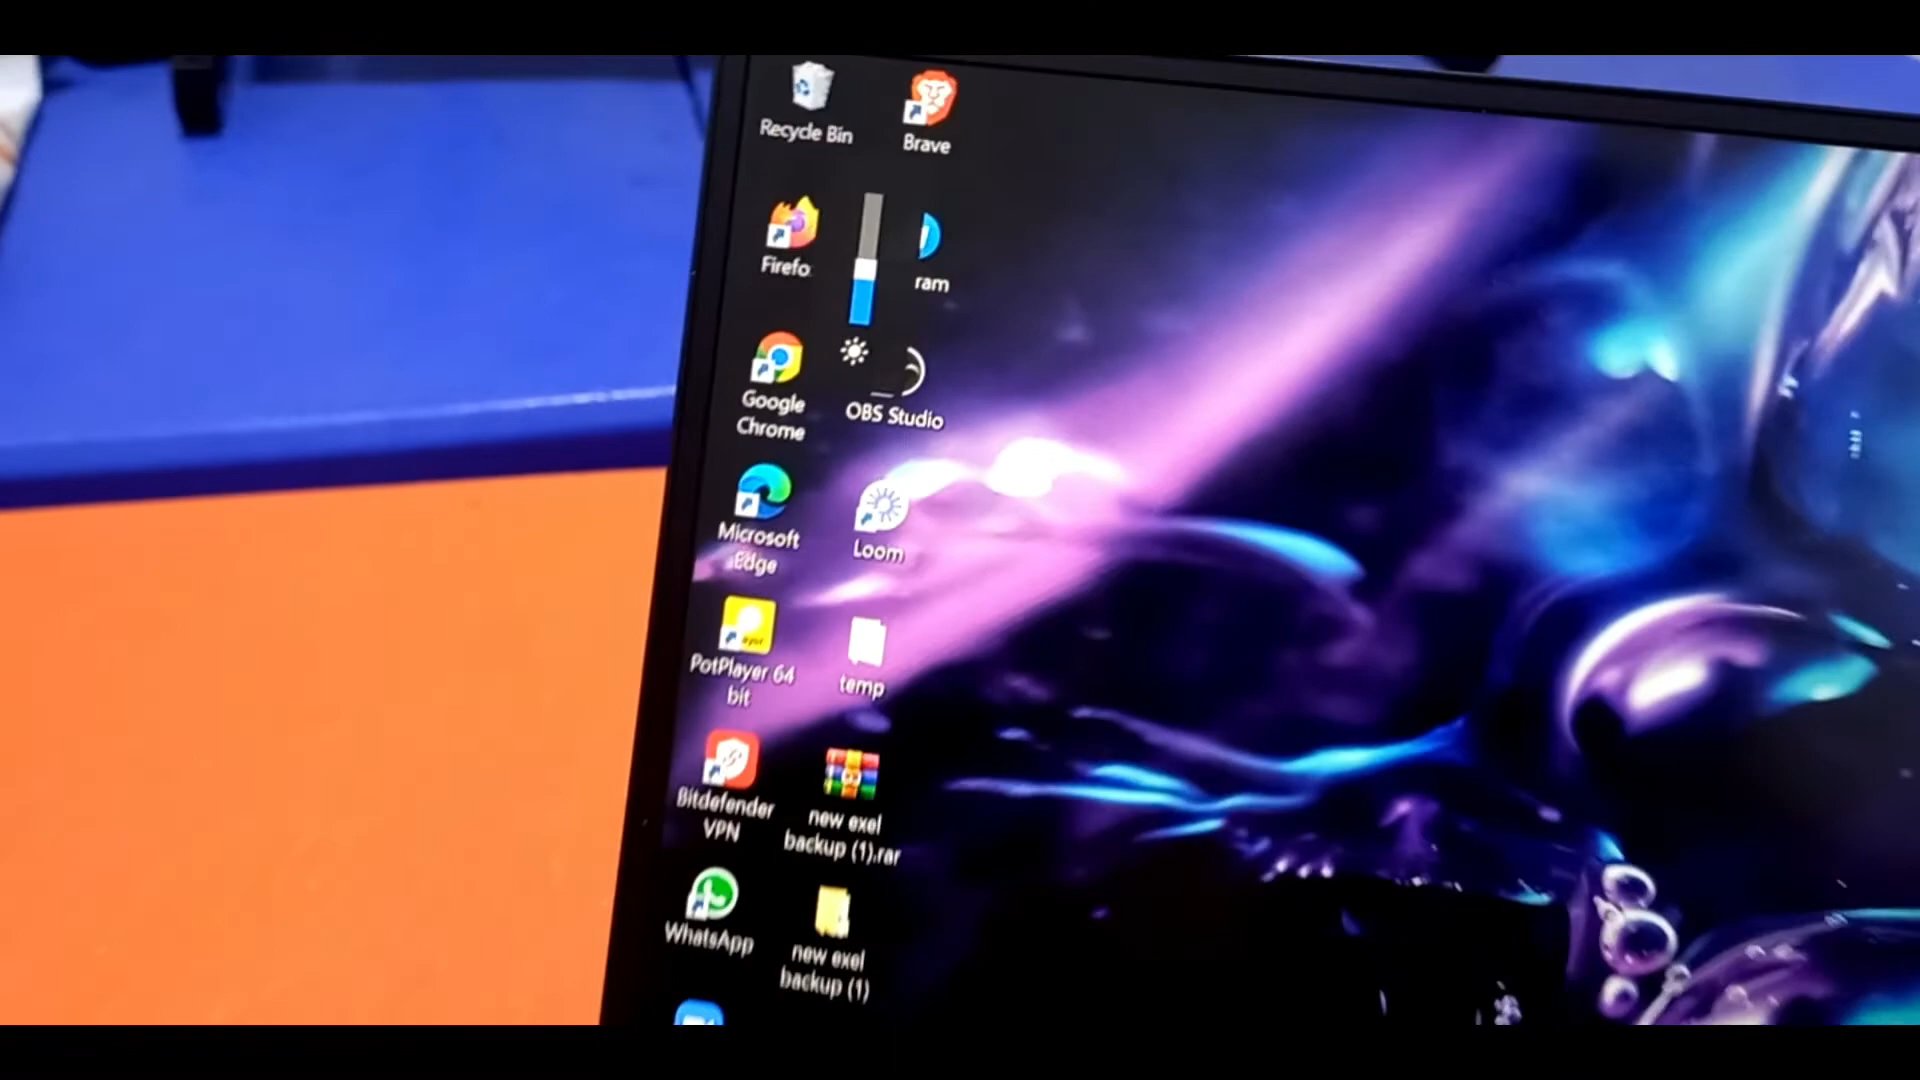 Recycle Bin
Brave
Firefo
ram
Google
Chrome
OBS Studio
Microsoft
Edge
Loom
PotPlayer 64
bit
temp
Bitdefender
VPN
new exel
backup (1).rar
WhatsApp
new exel
backup (1)